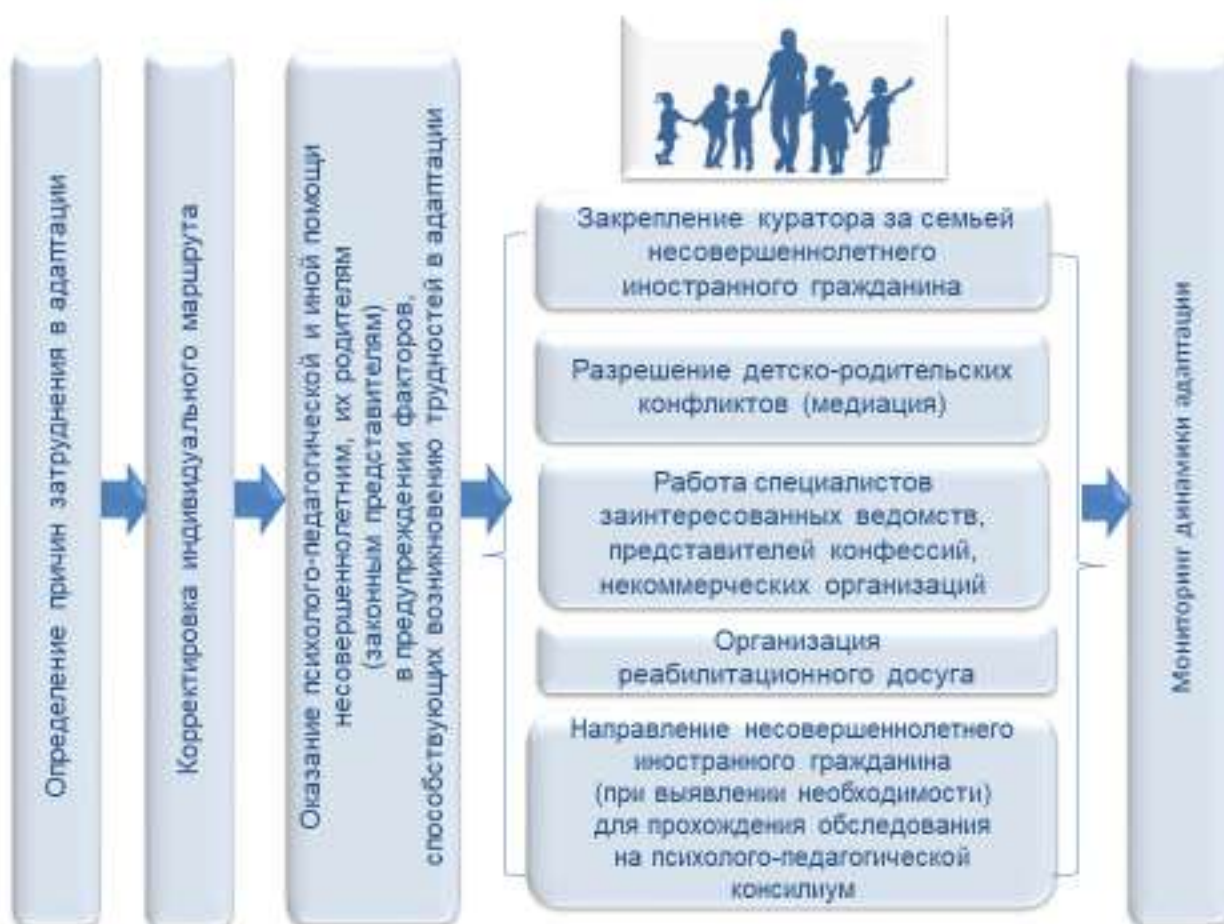 Определение причин затруднения в адаптации
Корректировка индивидуального маршрута
Оказание психолого-педагогической и иной помощи
несовершеннолетним, их родителям
(законным представителям)
в предупреждении факторов,
способствующих возникновению трудностей в адаптации
Закрепление куратора за семьей
несовершеннолетнего
иностранного гражданина
Разрешение детско-родительских
конфликтов (медиация)
Работа специалистов
заинтересованных ведомств,
представителей конфессий,
некоммерческих организаций
Организация
реабилитационного досуга
Направление несовершеннолетнего
иностранного гражданина
(при выявлении необходимости)
для прохождения обследования
на психолого-педагогической
консилиум
Мониторинг динамики адаптации